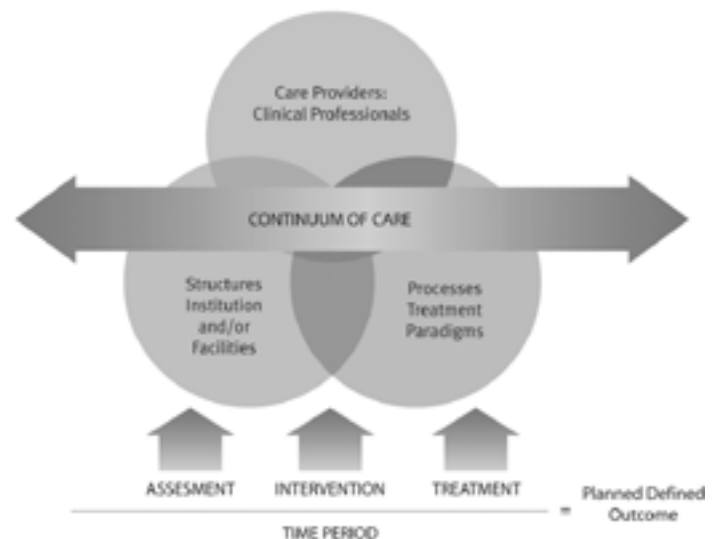 Care Providers:
Clinical Professionals
CONTINUUM OF CARE
Structures
Institution
and/or
Facilities
Processes
Treatment
Paradigms
ASSESMENT INTERVENTION TREATMENT
TIME PERIOD
= Planned Defined
Outcome